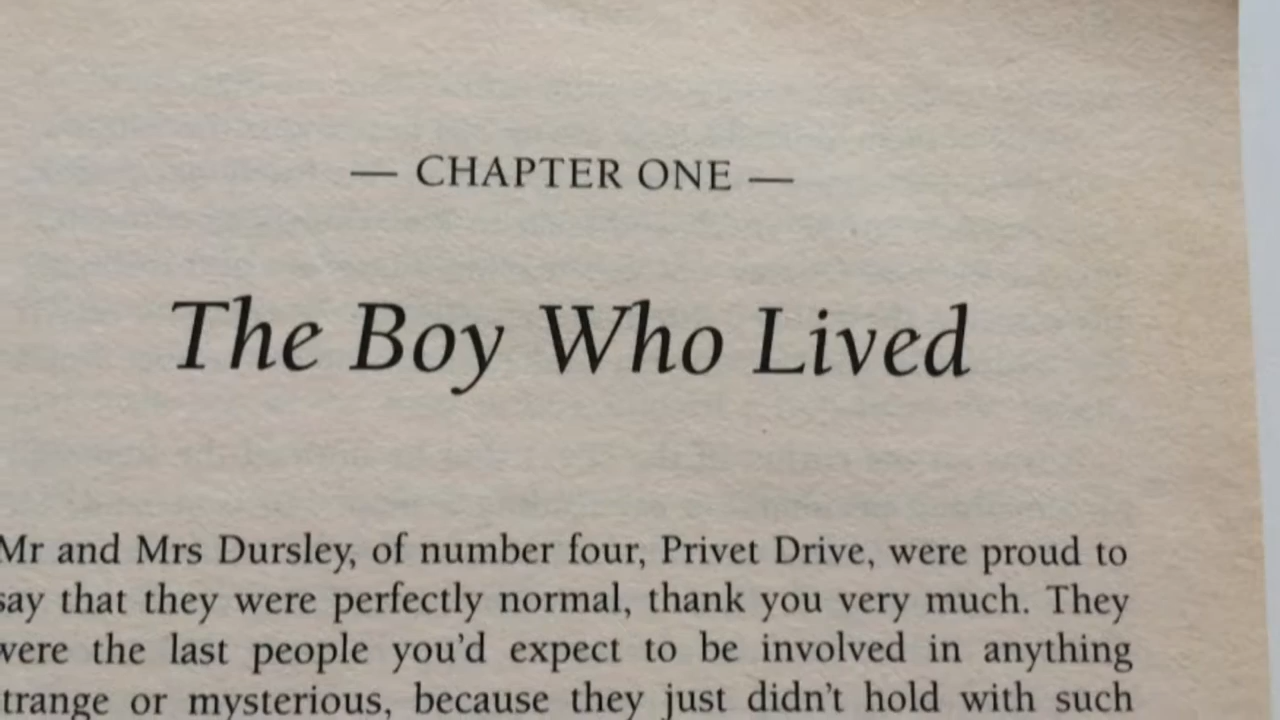 — CHAPTER ONE —
The Boy Who Lived
Mr and Mrs Dursley, of number four, Privet Drive, were proud to
say that they were perfectly normal, thank you very much. They
were the last people you’d expect to be involved in anything
strange or mysterious, because they just didn’t hold with such